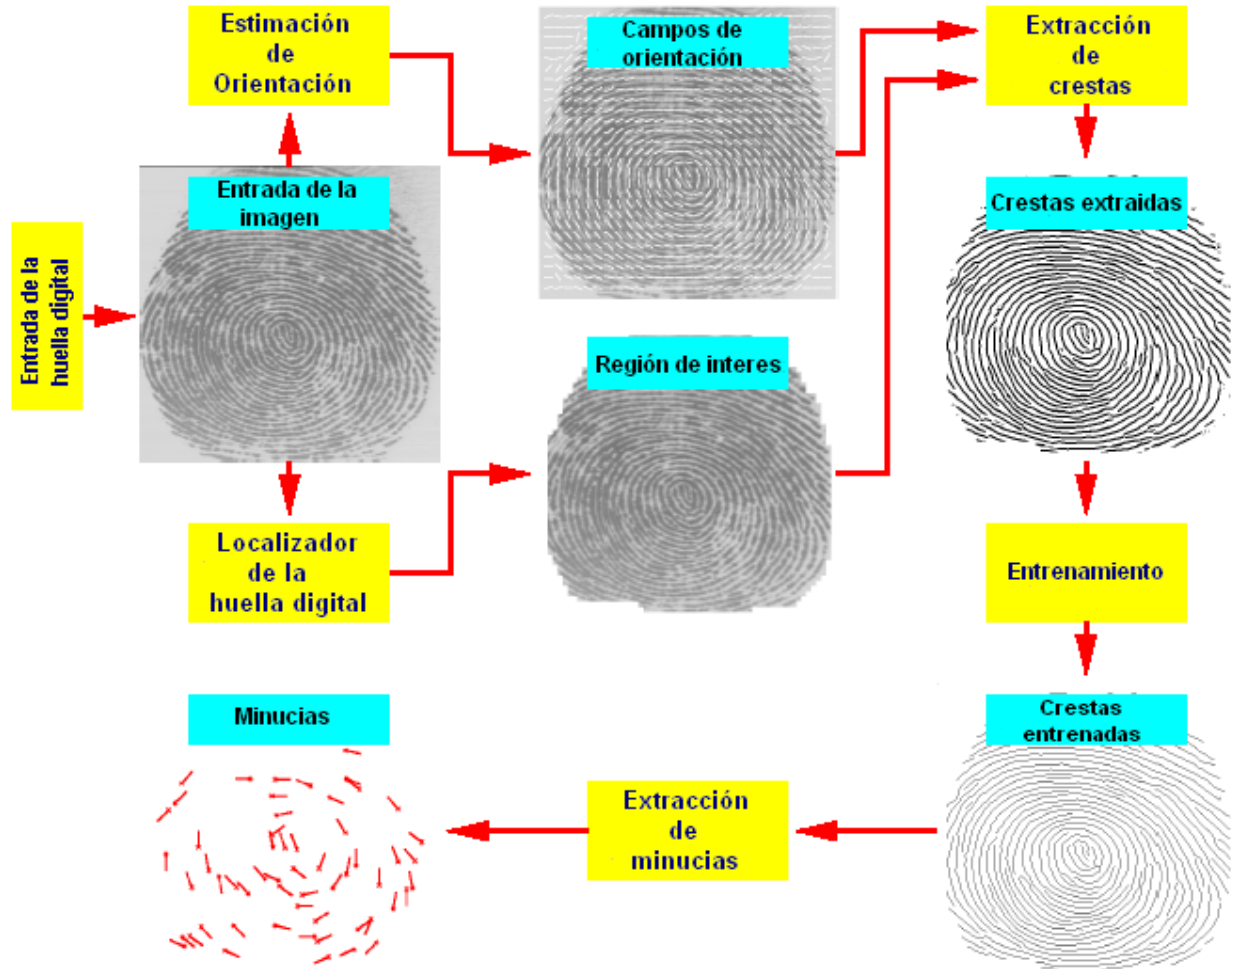 Estimación
de
Orientación
Campos de
orientación
Extracción
de
crestas
Entrada de la
imagen
Crestas extraidas
Entrada de la
huella digital
Región de interes
Localizador
de la
huella digital
Entrenamiento
Minucias
Crestas
entrenadas
Extracción
de
minucias